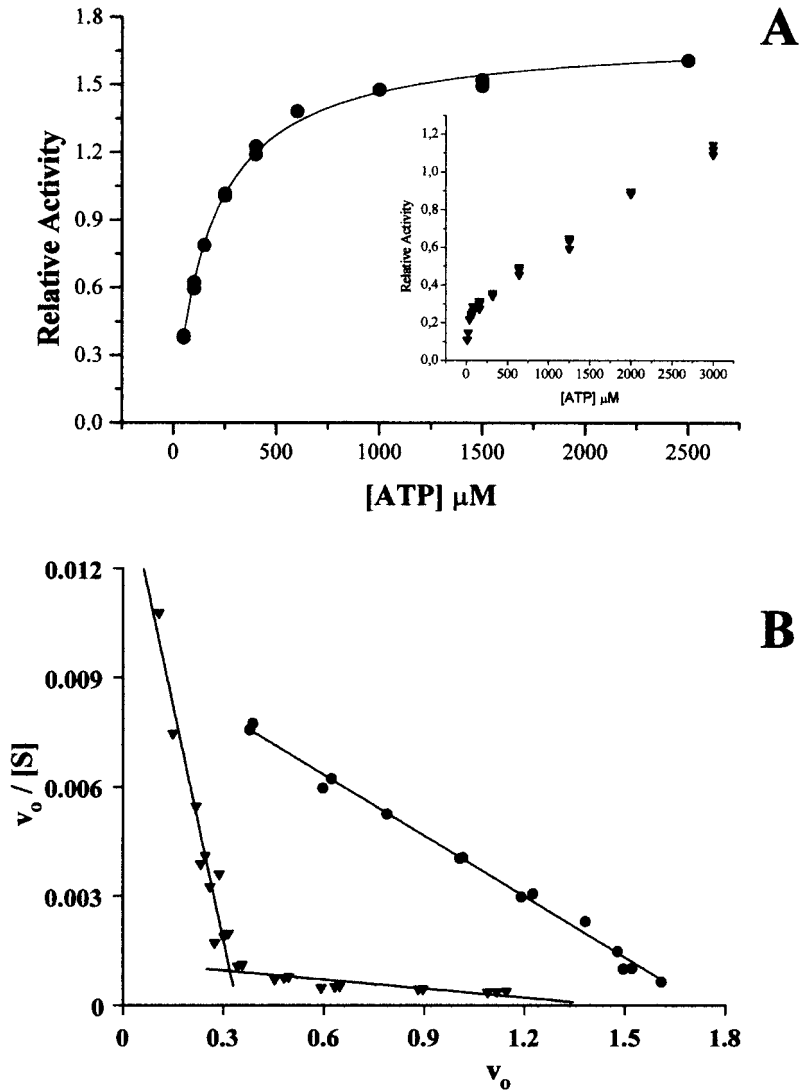 A
1.8
1.5
1.2
0.9
0.6
0.3
0.0
Relative Activity
0 500 1000 1500 2000 2500
[ATP] μM
1,2
1,0
0,8
0,6
0,4
0,2
0,0
Relative Activity
0 500 1000 1500 2000 2500 3000
[ATP] μM
B
0.012
0.009
0.006
0.003
0
v₀ / [S]
0 0.3 0.6 0.9 1.2 1.5 1.8
v₀